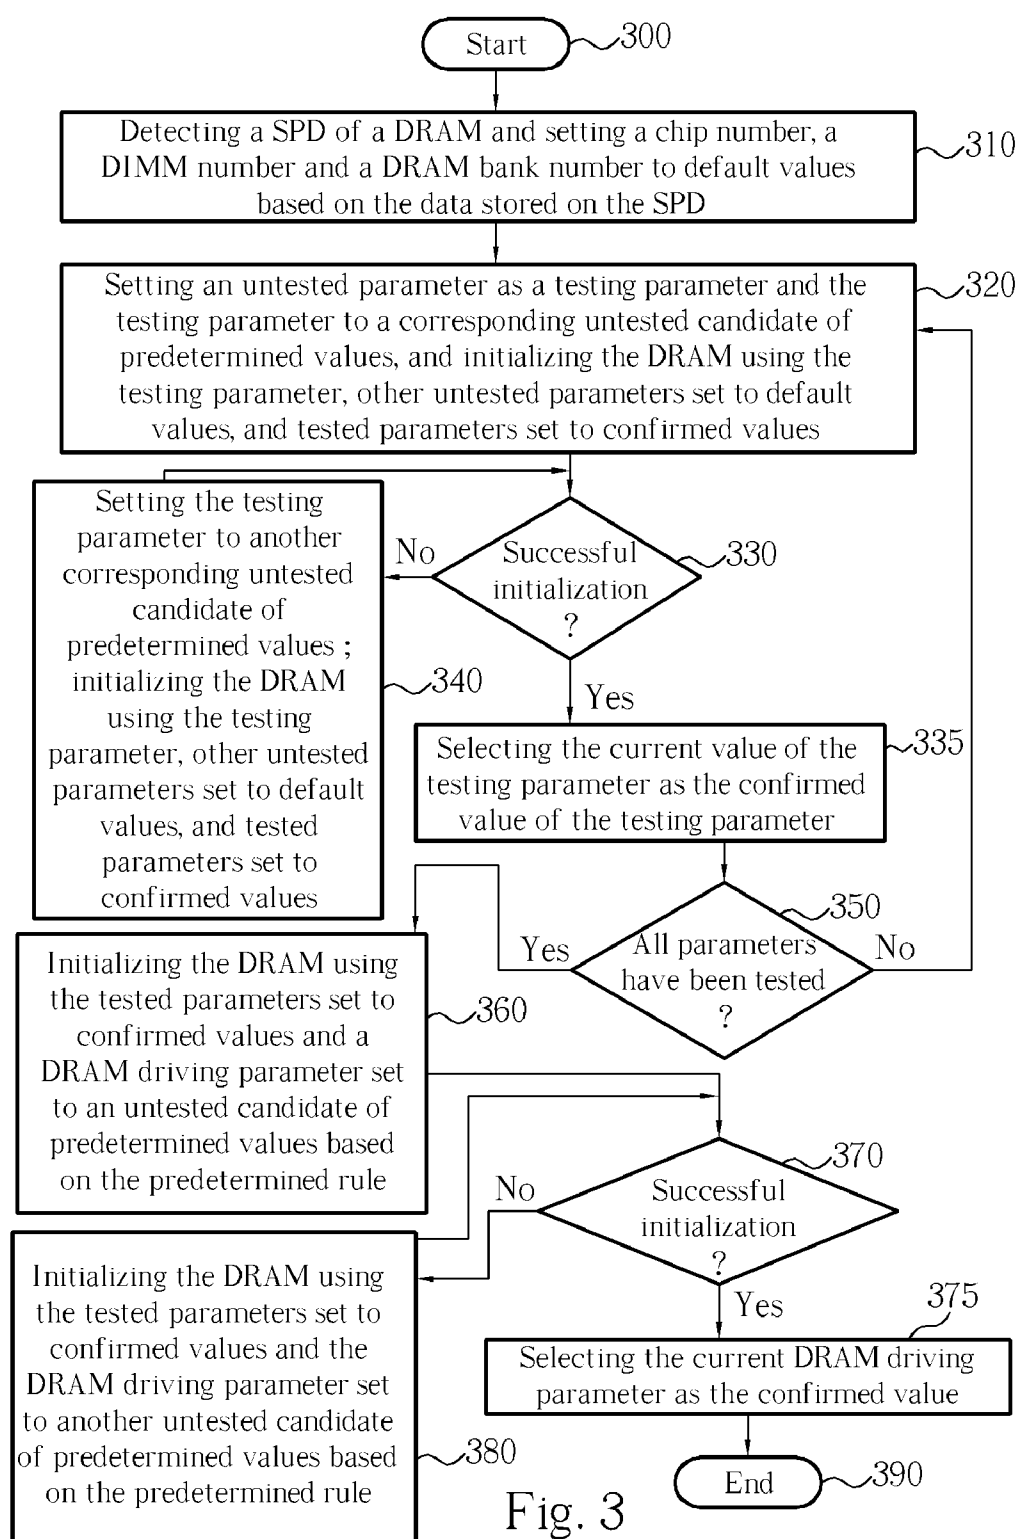 Start
300
Detecting a SPD of a DRAM and setting a chip number, a
DIMM number and a DRAM bank number to default values
based on the data stored on the SPD
310
Setting an untested parameter as a testing parameter and the
testing parameter to a corresponding untested candidate of
predetermined values, and initializing the DRAM using the
testing parameter, other untested parameters set to default
values, and tested parameters set to confirmed values
320
Successful
initialization
?
330
No
Yes
Setting the testing
parameter to another
corresponding untested
candidate of
predetermined values ;
initializing the DRAM
using the testing
parameter, other untested
parameters set to default
values, and tested
parameters set to
confirmed values
340
Selecting the current value of the
testing parameter as the confirmed
value of the testing parameter
335
All parameters
have been tested
?
350
Yes
No
Initializing the DRAM using
the tested parameters set to
confirmed values and a
DRAM driving parameter set
to an untested candidate of
predetermined values based
on the predetermined rule
360
Successful
initialization
?
370
No
Yes
Initializing the DRAM using
the tested parameters set to
confirmed values and the
DRAM driving parameter set
to another untested candidate
of predetermined values based
on the predetermined rule
380
Selecting the current DRAM driving
parameter as the confirmed value
375
End
390
Fig. 3